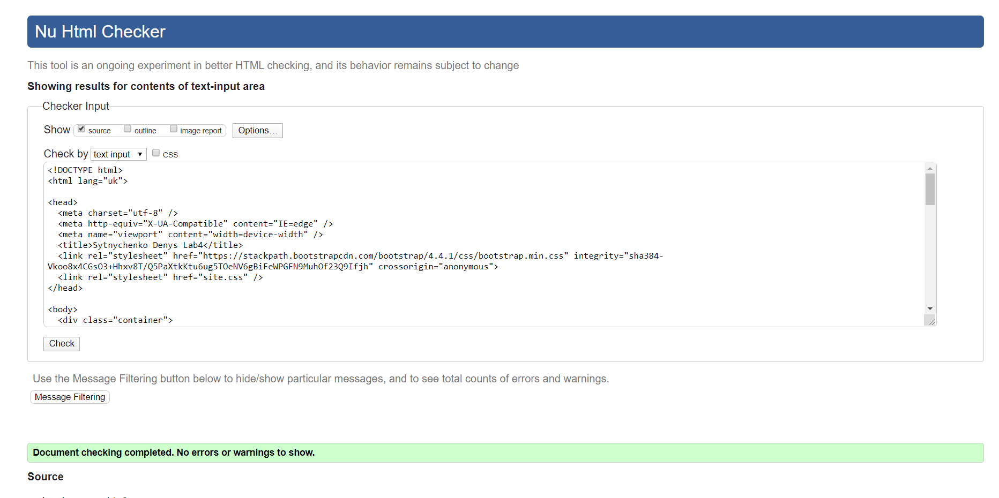 Nu Html Checker
This tool is an ongoing experiment in better HTML checking, and its behavior remains subject to change
Showing results for contents of text-input area
Checker Input
Show source outline image report Options...
Check by text input CSS
<!DOCTYPE html>
<html lang="uk">
<head>
<meta charset="utf-8" />
<meta http-equiv="X-UA-Compatible" content="IE=edge" />
<meta name="viewport" content="width=device-width" />
<title>Sytnychenko Denys Lab4</title>
<link rel="stylesheet" href="https://stackpath.bootstrapcdn.com/bootstrap/4.4.1/css/bootstrap.min.css" integrity="sha384-
Vkoo8x4CGsO3+Hhxv8T/Q5PaXtkKtu6ug5TOeNV6gBiFeWPGFN9MuhOf23Q9Ifjh" crossorigin="anonymous">
<link rel="stylesheet" href="site.css" />
</head>
<body>
<div class="container">
Check
Use the Message Filtering button below to hide/show particular messages, and to see total counts of errors and warnings.
Message Filtering
Document checking completed. No errors or warnings to show.
Source